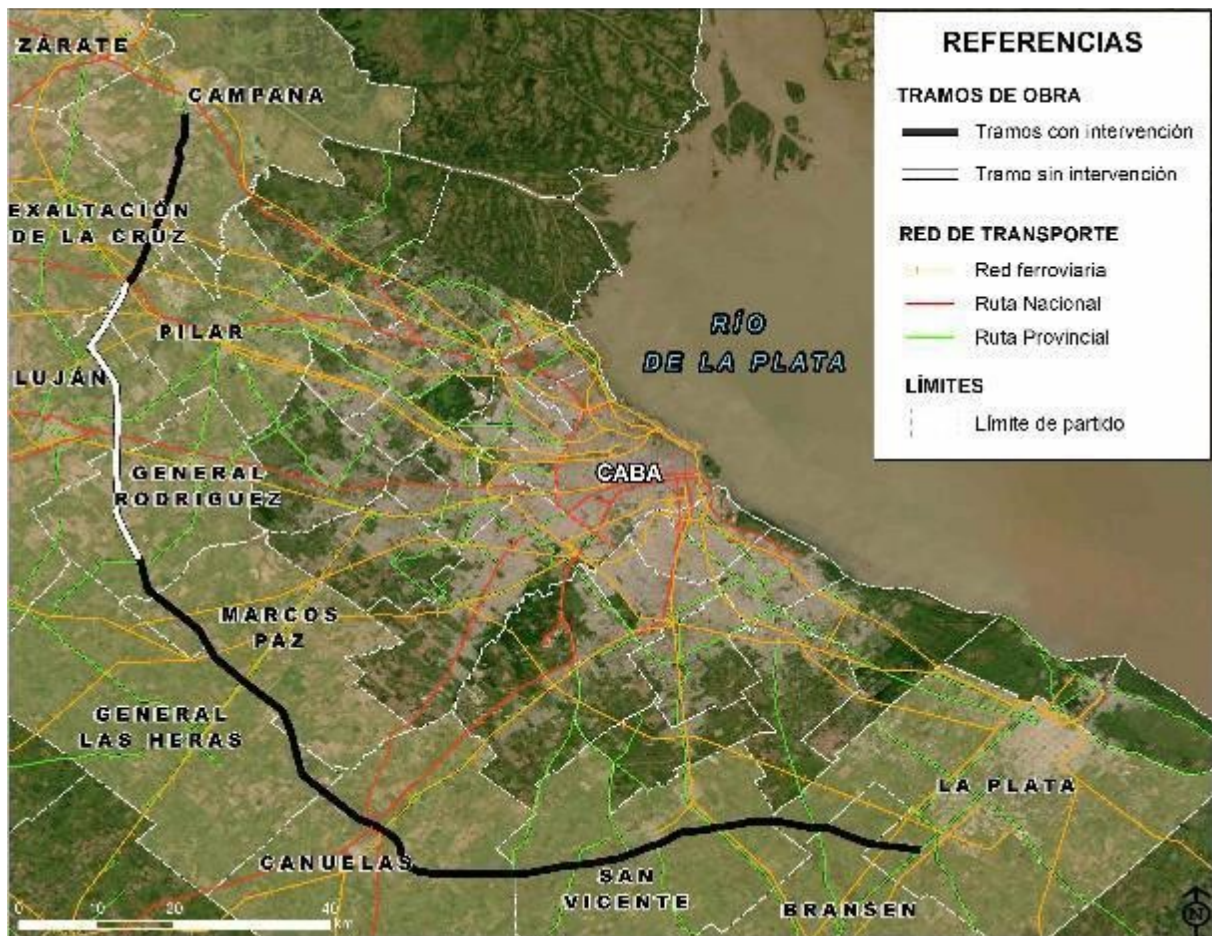 ZÁRATE
CAMPANA
EXALTACIÓN
DE LA CRUZ
PILAR
LUJÁN
GENERAL
RODRIGUEZ
CABA
RÍO
DE LA PLATA
MARCOS
PAZ
GENERAL
LAS HERAS
CANUELAS
SAN
VICENTE
BRANSEN
LA PLATA
0 10 20 40
km
N
REFERENCIAS
TRAMOS DE OBRA
Tramos con intervención
Tramo sin intervención
RED DE TRANSPORTE
Red ferroviaria
Ruta Nacional
Ruta Provincial
LÍMITES
Límite de partido